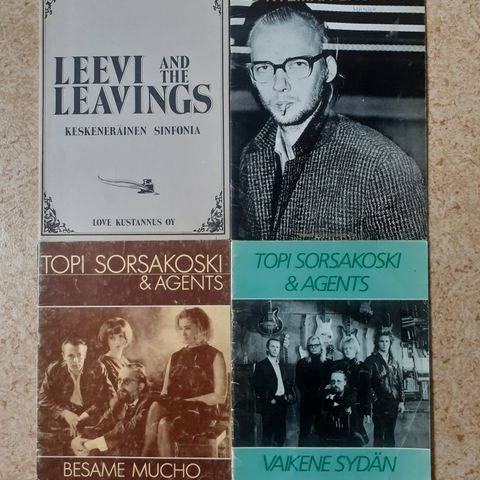 LEEVI AND THE
LEAVINGS
KESKENERÄINEN SINFONIA
LOVE KUSTANNUS OY
TOPI SORSAKOSKI
& AGENTS
BESAME MUCHO
TOPI SORSAKOSKI
& AGENTS
VAIKENE SYDÄN